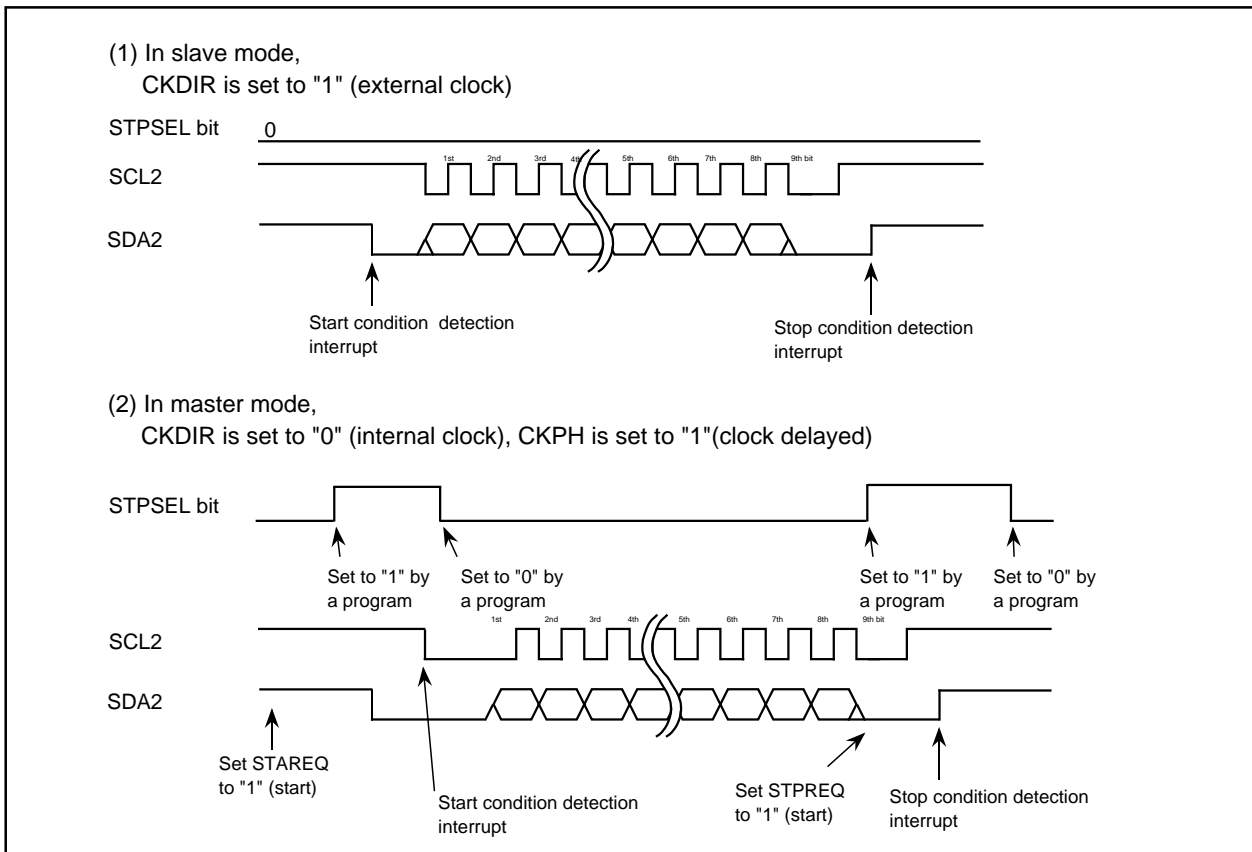 (1) In slave mode,
CKDIR is set to "1" (external clock)
STPSEL bit
0
SCL2
1st 2nd 3rd 4th 5th 6th 7th 8th 9th bit
SDA2
Start condition detection
interrupt
Stop condition detection
interrupt
(2) In master mode,
CKDIR is set to "0" (internal clock), CKPH is set to "1"(clock delayed)
STPSEL bit
Set to "1" by
a program
Set to "0" by
a program
Set to "1" by
a program
Set to "0" by
a program
SCL2
1st 2nd 3rd 4th 5th 6th 7th 8th 9th bit
SDA2
Set STAREQ
to "1" (start)
Start condition detection
interrupt
Set STPREQ
to "1" (start)
Stop condition detection
interrupt